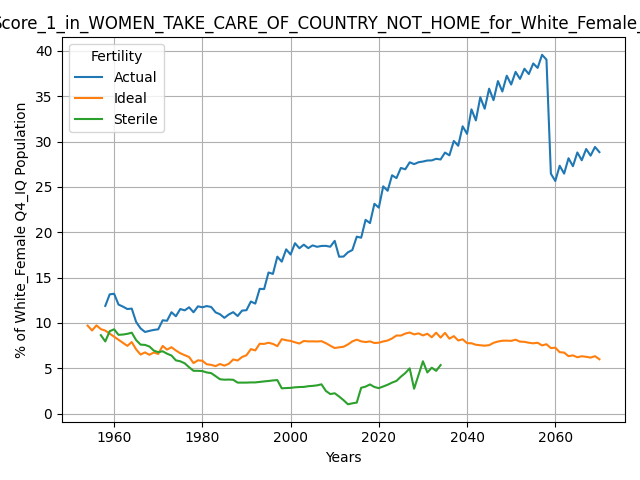 Score_1_in_WOMEN_TAKE_CARE_OF_COUNTRY_NOT_HOME_for_White_Female_
Fertility
Actual
Ideal
Sterile
% of White_Female Q4_IQ Population
40
35
30
25
20
15
10
5
0
1960 1980 2000 2020 2040 2060
Years